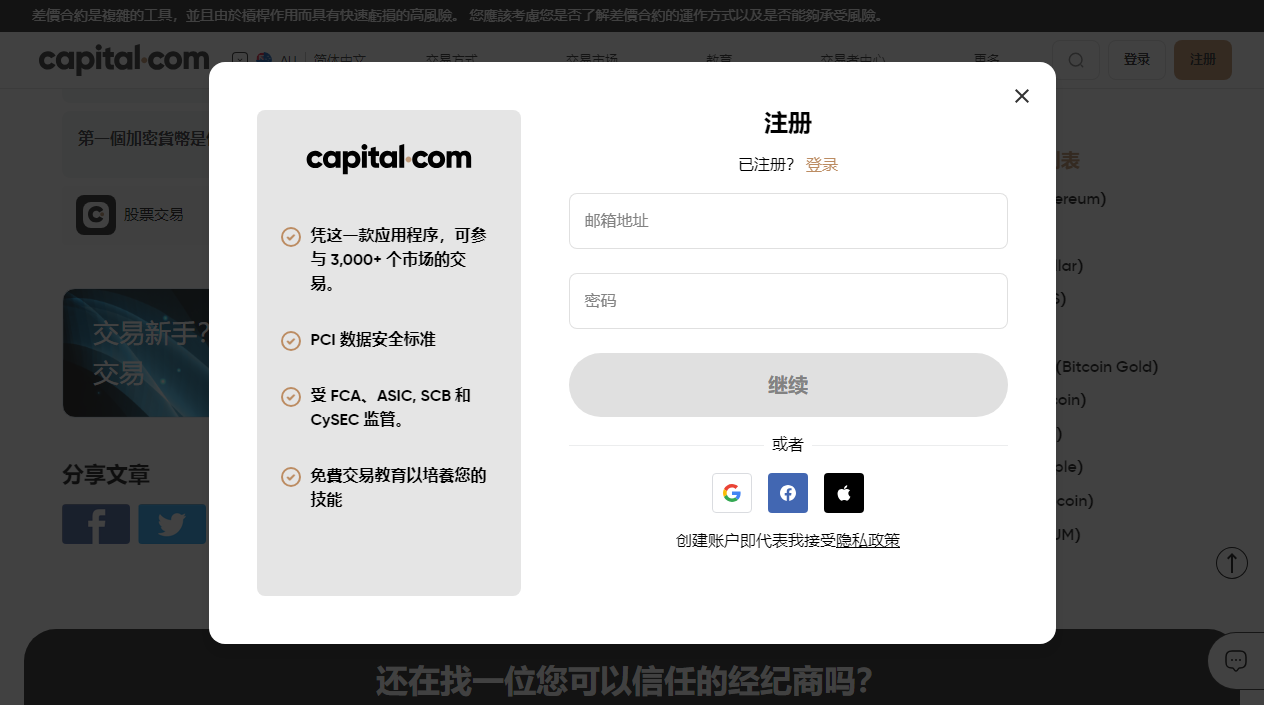 差價合約是複雜的工具，並且由於槓桿作用而具有快速虧損的高風險。 您應該考慮您是否了解差價合約的運作方式以及是否能夠承受風險。
capital.com
AU
简体中文
交易方式
交易市场
教育
交易者中心
更多
登录
注册
第一個加密貨幣是
股票交易
交易新手?
交易
分享文章
列表
ereum)
lar)
(Bitcoin Gold)
oin)
ole)
coin)
UM)
capital.com
凭这一款应用程序，可参
与 3,000+ 个市场的交
易。
PCI 数据安全标准
受 FCA、ASIC, SCB 和
CySEC 监管。
免費交易教育以培養您的
技能
注册
已注册？ 登录
邮箱地址
密码
继续
或者
创建账户即代表我接受隐私政策
还在找一位您可以信任的经纪商吗？